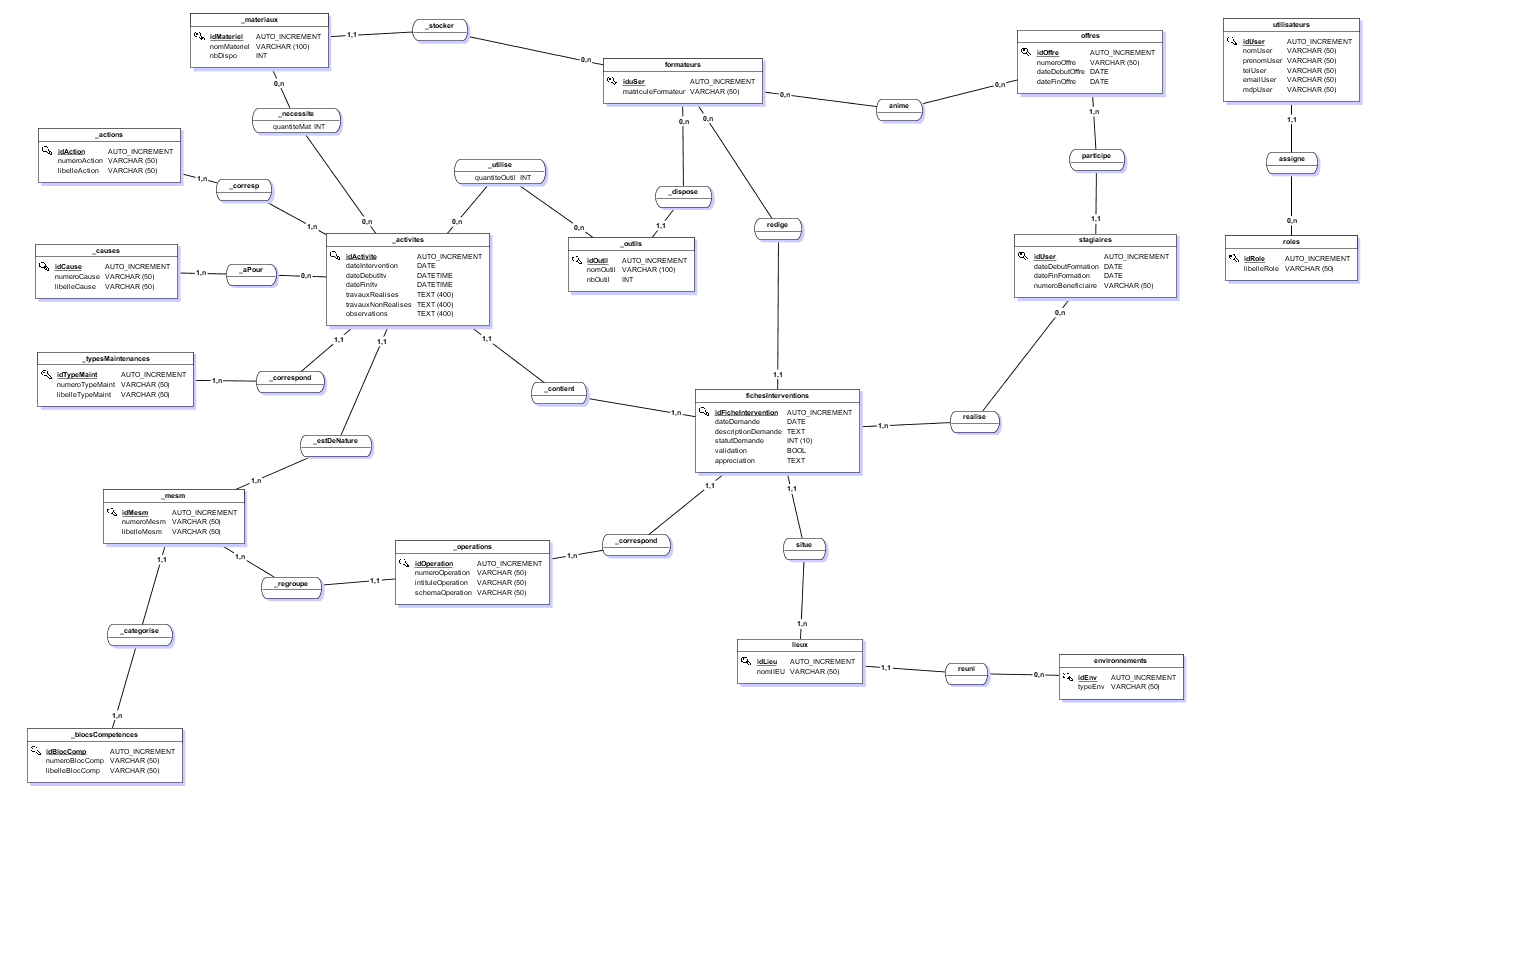 _materiaux
idMateriel AUTO_INCREMENT
nomMateriel VARCHAR (100)
nbDispo INT
1,1
_stocker
0,n
formateurs
iduSer AUTO_INCREMENT
matriculeFormateur VARCHAR (50)
0,n
anime
0,n
offres
idOffre AUTO_INCREMENT
numeroOffre VARCHAR (50)
dateDebutOffre DATE
dateFinOffre DATE
utilisateurs
idUser AUTO_INCREMENT
nomUser VARCHAR (50)
prenomUser VARCHAR (50)
telUser VARCHAR (50)
emailUser VARCHAR (50)
mdpUser VARCHAR (50)
0,n
_necessite
quantiteMat INT
0,n
_actions
idAction AUTO_INCREMENT
numeroAction VARCHAR (50)
libelleAction VARCHAR (50)
1,n
_corresp
1,n
_utilise
quantiteOutil INT
0,n
0,n
0,n
_dispose
1,1
0,n
redige
1,1
1,n
participe
1,1
1,1
assigne
0,n
_causes
idCause AUTO_INCREMENT
numeroCause VARCHAR (50)
libelleCause VARCHAR (50)
1,n
_aPour
0,n
_activites
idActivite AUTO_INCREMENT
dateIntervention DATE
dateDebutItv DATETIME
dateFinItv DATETIME
travauxRealises TEXT (400)
travauxNonRealises TEXT (400)
observations TEXT (400)
_outils
idOutil AUTO_INCREMENT
nomOutil VARCHAR (100)
nbOutil INT
stagiaires
idUser AUTO_INCREMENT
dateDebutFormation DATE
dateFinFormation DATE
numeroBeneficiaire VARCHAR (50)
roles
idRole AUTO_INCREMENT
libelleRole VARCHAR (50)
_typesMaintenances
idTypeMaint AUTO_INCREMENT
numeroTypeMaint VARCHAR (50)
libelleTypeMaint VARCHAR (50)
1,n
_correspond
1,1
1,1
_estDeNature
1,n
1,1
_contient
1,n
fichesInterventions
idFicheIntervention AUTO_INCREMENT
dateDemande DATE
descriptionDemande TEXT
statutDemande INT (10)
validation BOOL
appreciation TEXT
1,n
realise
0,n
_mesm
idMesm AUTO_INCREMENT
numeroMesm VARCHAR (50)
libelleMesm VARCHAR (50)
1,n
_regroupe
1,1
_operations
idOperation AUTO_INCREMENT
numeroOperation VARCHAR (50)
intituleOperation VARCHAR (50)
schemaOperation VARCHAR (50)
1,n
_correspond
1,1
1,1
situe
1,n
1,1
_categorise
1,n
lieux
idLieu AUTO_INCREMENT
nomlIEU VARCHAR (50)
1,1
reuni
0,n
environnements
idEnv AUTO_INCREMENT
typeEnv VARCHAR (50)
_blocsCompetences
idBlocComp AUTO_INCREMENT
numeroBlocComp VARCHAR (50)
libelleBlocComp VARCHAR (50)